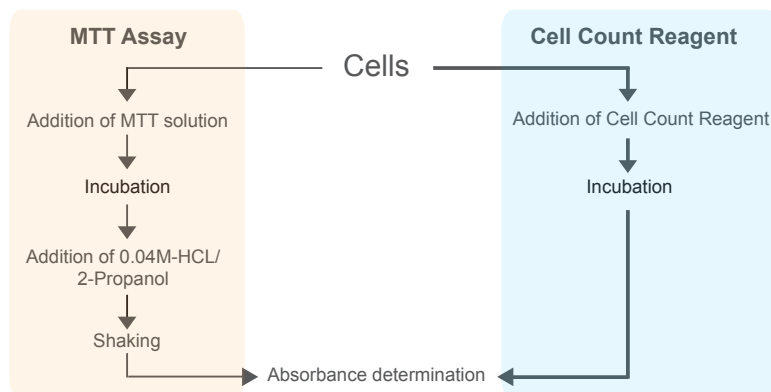 MTT Assay
Cell Count Reagent
Cells
Addition of MTT solution
Addition of Cell Count Reagent
Incubation
Incubation
Addition of 0.04M-HCL/
2-Propanol
Shaking
Absorbance determination